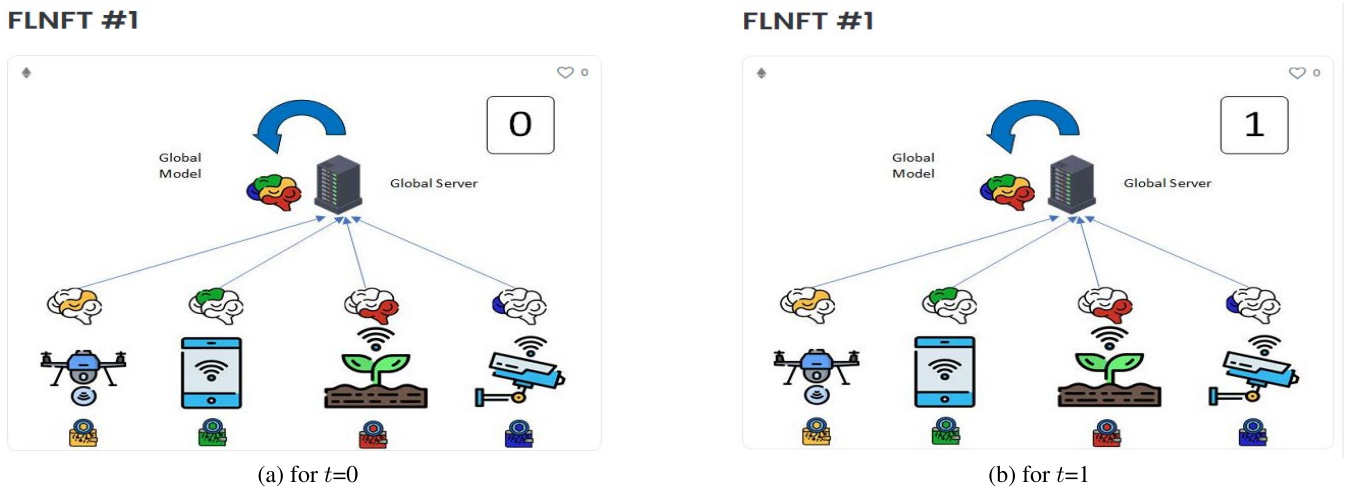 FLNFT #1
0
0
Global
Model
Global Server
(a) for t=0
FLNFT #1
0
1
Global
Model
Global Server
(b) for t=1